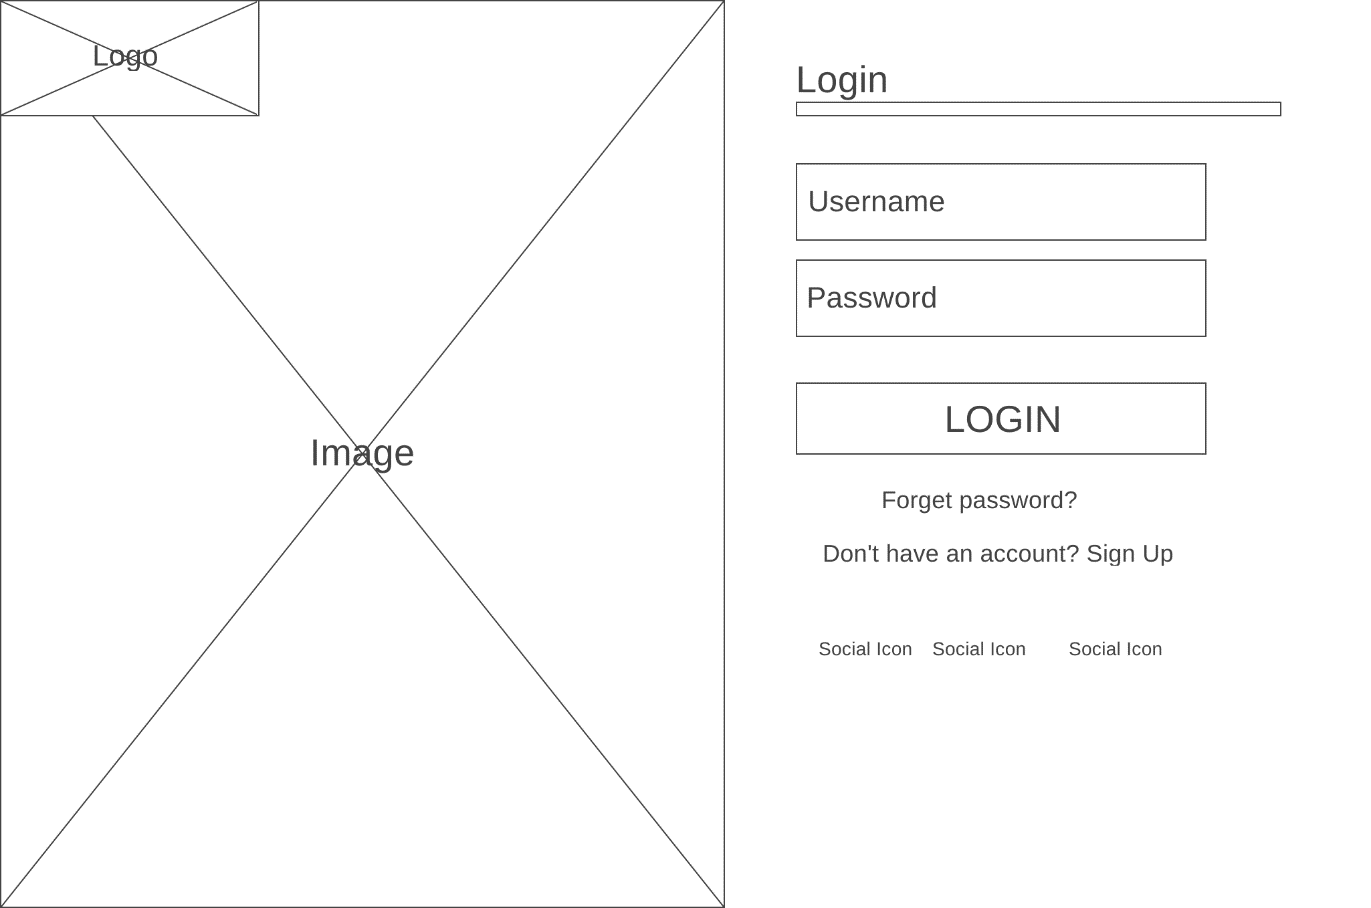 Logo
Image
Login
Username
Password
LOGIN
Forget password?
Don't have an account? Sign Up
Social Icon Social Icon Social Icon